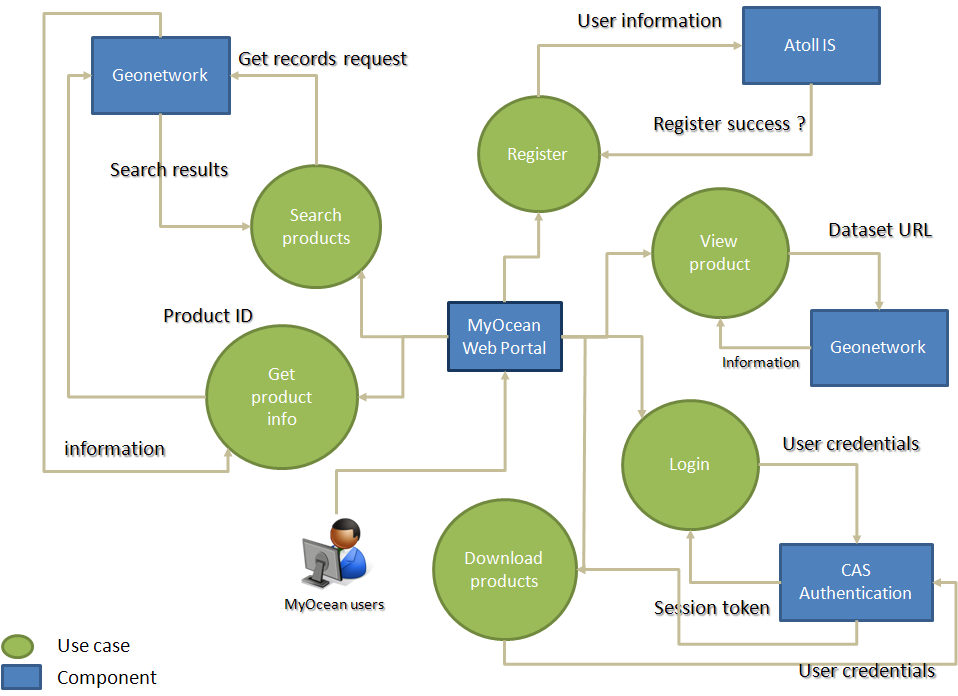 User information
Atoll IS
Geonetwork
Get records request
Register success ?
Register
Search results
Search
products
View
product
Dataset URL
Product ID
MyOcean
Web Portal
Geonetwork
Information
Get
product
info
information
Login
User credentials
Download
products
CAS
Authentication
MyOcean users
Session token
Use case
User credentials
Component